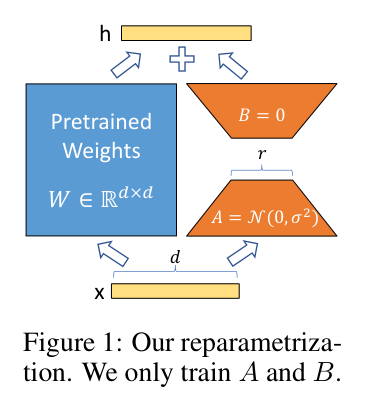 h
Pretrained
Weights
W ∈ ℝ^{d×d}
B = 0
r
A = 𝒩(0, σ²)
d
x
Figure 1: Our reparametriza-
tion. We only train A and B.